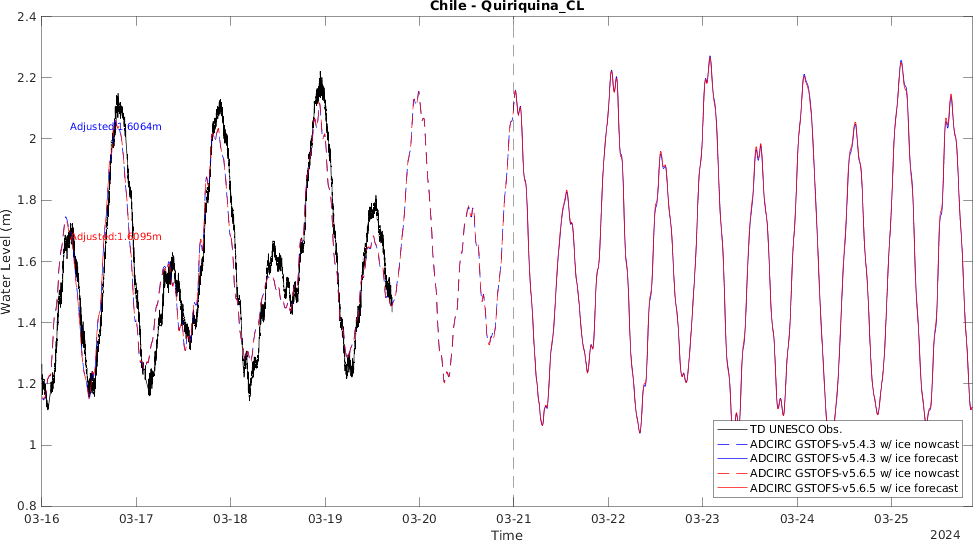 Chile - Quiriquina_CL
2.4
2.2
2
1.8
1.6
1.4
1.2
1
0.8
Water Level (m)
Adjusted:1.6064m
Adjusted:1.6095m
TD UNESCO Obs.
ADCIRC GSTOFS-v5.4.3 w/ ice nowcast
ADCIRC GSTOFS-v5.4.3 w/ ice forecast
ADCIRC GSTOFS-v5.6.5 w/ ice nowcast
ADCIRC GSTOFS-v5.6.5 w/ ice forecast
03-16 03-17 03-18 03-19 03-20 03-21 03-22 03-23 03-24 03-25
Time
2024